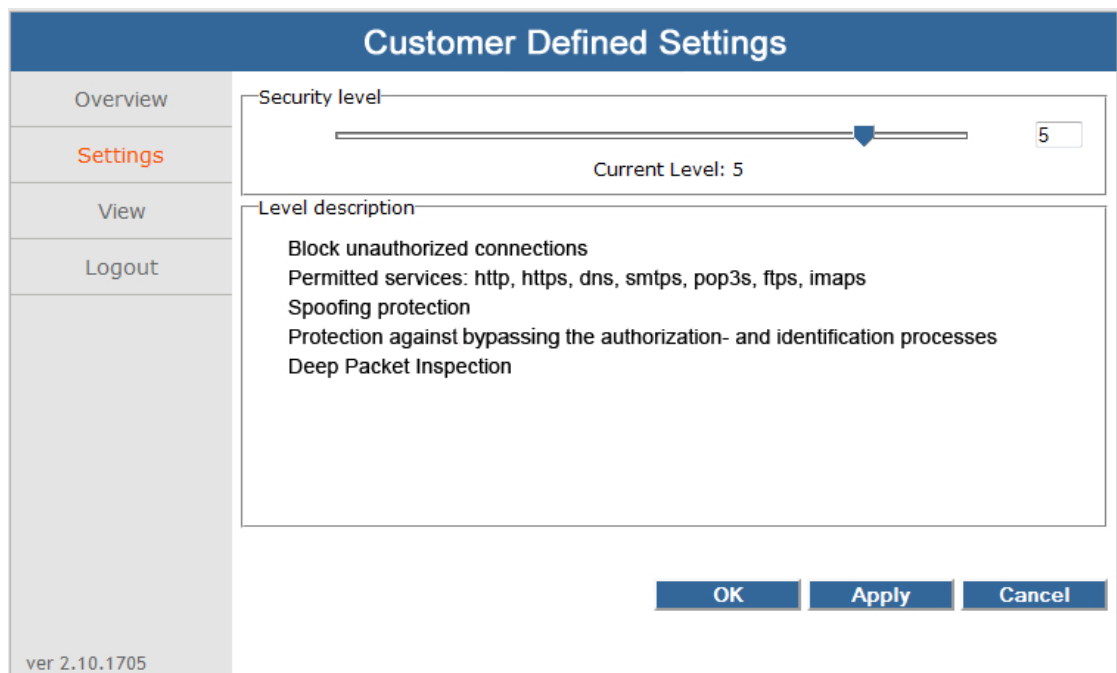 Customer Defined Settings
Overview
Settings
View
Logout
ver 2.10.1705
Security level
5
Current Level: 5
Level description
Block unauthorized connections
Permitted services: http, https, dns, smtps, pop3s, ftps, imaps
Spoofing protection
Protection against bypassing the authorization- and identification processes
Deep Packet Inspection
OK
Apply
Cancel